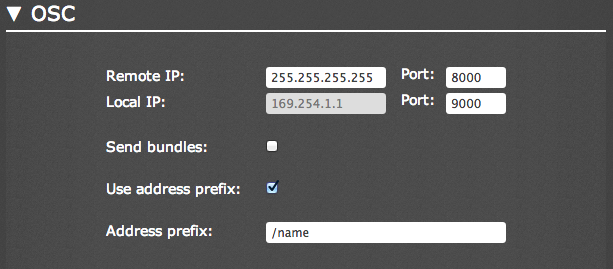 ▼ OSC
Remote IP: 255.255.255.255 Port: 8000
Local IP: 169.254.1.1 Port: 9000
Send bundles:
Use address prefix:
Address prefix: /name